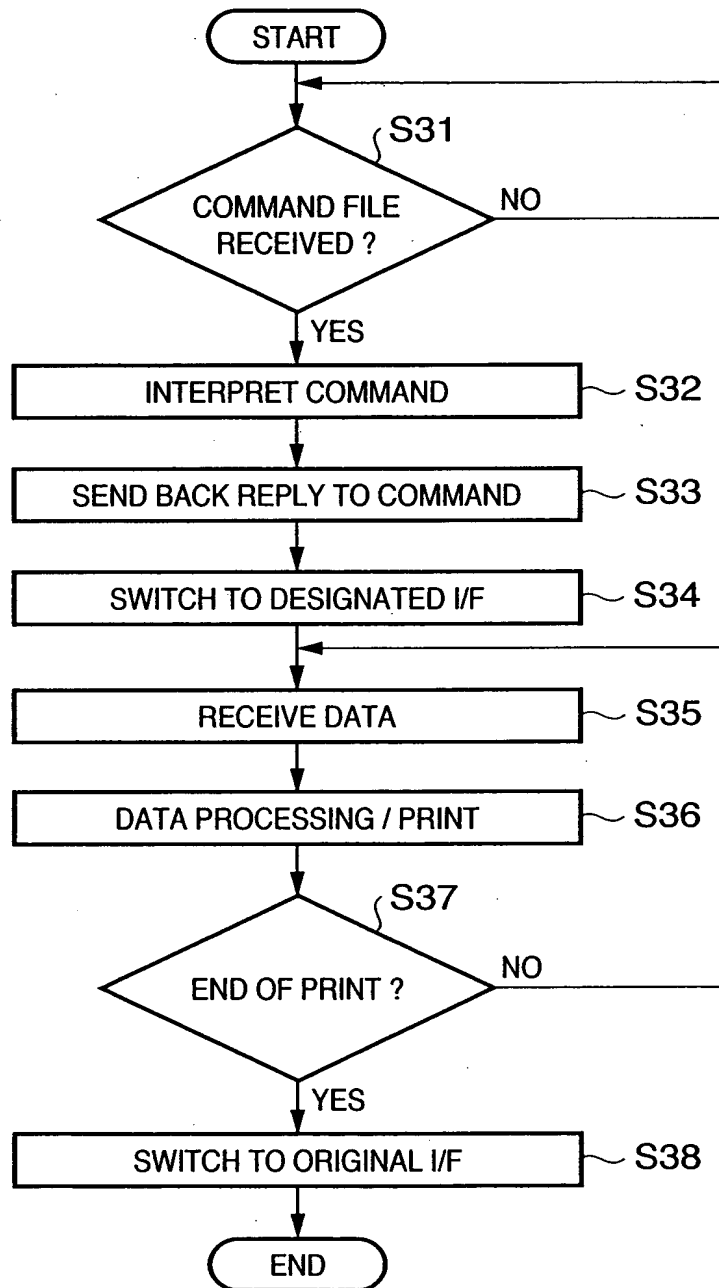 START
S31
COMMAND FILE
RECEIVED ?
NO
YES
INTERPRET COMMAND
S32
SEND BACK REPLY TO COMMAND
S33
SWITCH TO DESIGNATED I/F
S34
RECEIVE DATA
S35
DATA PROCESSING / PRINT
S36
S37
END OF PRINT ?
NO
YES
SWITCH TO ORIGINAL I/F
S38
END